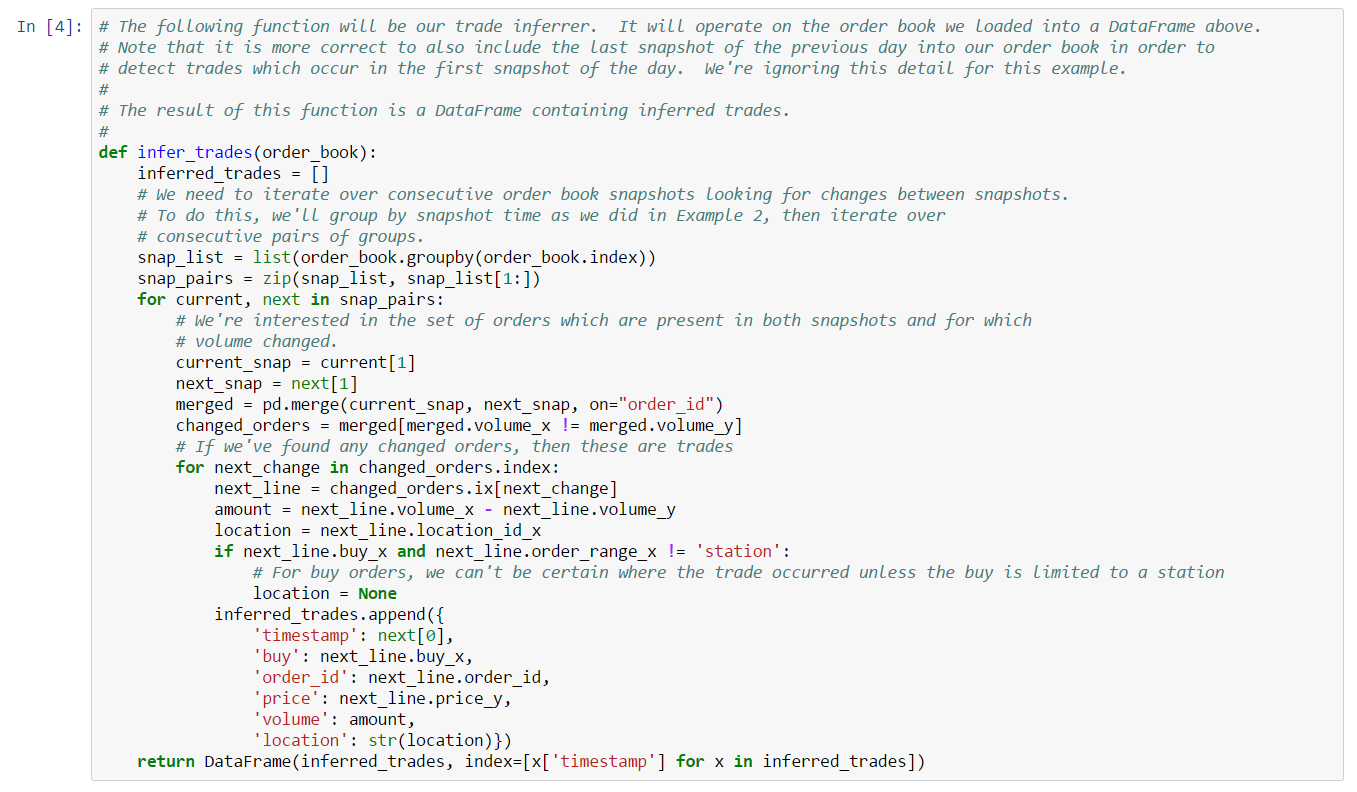 In [4]: # The following function will be our trade inferrer.  It will operate on the order book we loaded into a DataFrame above.
# Note that it is more correct to also include the last snapshot of the previous day into our order book in order to
# detect trades which occur in the first snapshot of the day.  We're ignoring this detail for this example.
#
# The result of this function is a DataFrame containing inferred trades.
#
def infer_trades(order_book):
    inferred_trades = []
    # We need to iterate over consecutive order book snapshots looking for changes between snapshots.
    # To do this, we'll group by snapshot time as we did in Example 2, then iterate over
    # consecutive pairs of groups.
    snap_list = list(order_book.groupby(order_book.index))
    snap_pairs = zip(snap_list, snap_list[1:])
    for current, next in snap_pairs:
        # We're interested in the set of orders which are present in both snapshots and for which
        # volume changed.
        current_snap = current[1]
        next_snap = next[1]
        merged = pd.merge(current_snap, next_snap, on="order_id")
        changed_orders = merged[merged.volume_x != merged.volume_y]
        # If we've found any changed orders, then these are trades
        for next_change in changed_orders.index:
            next_line = changed_orders.ix[next_change]
            amount = next_line.volume_x - next_line.volume_y
            location = next_line.location_id_x
            if next_line.buy_x and next_line.order_range_x != 'station':
                # For buy orders, we can't be certain where the trade occurred unless the buy is limited to a station
                location = None
            inferred_trades.append({
                'timestamp': next[0],
                'buy': next_line.buy_x,
                'order_id': next_line.order_id,
                'price': next_line.price_y,
                'volume': amount,
                'location': str(location)})
    return DataFrame(inferred_trades, index=[x['timestamp'] for x in inferred_trades])